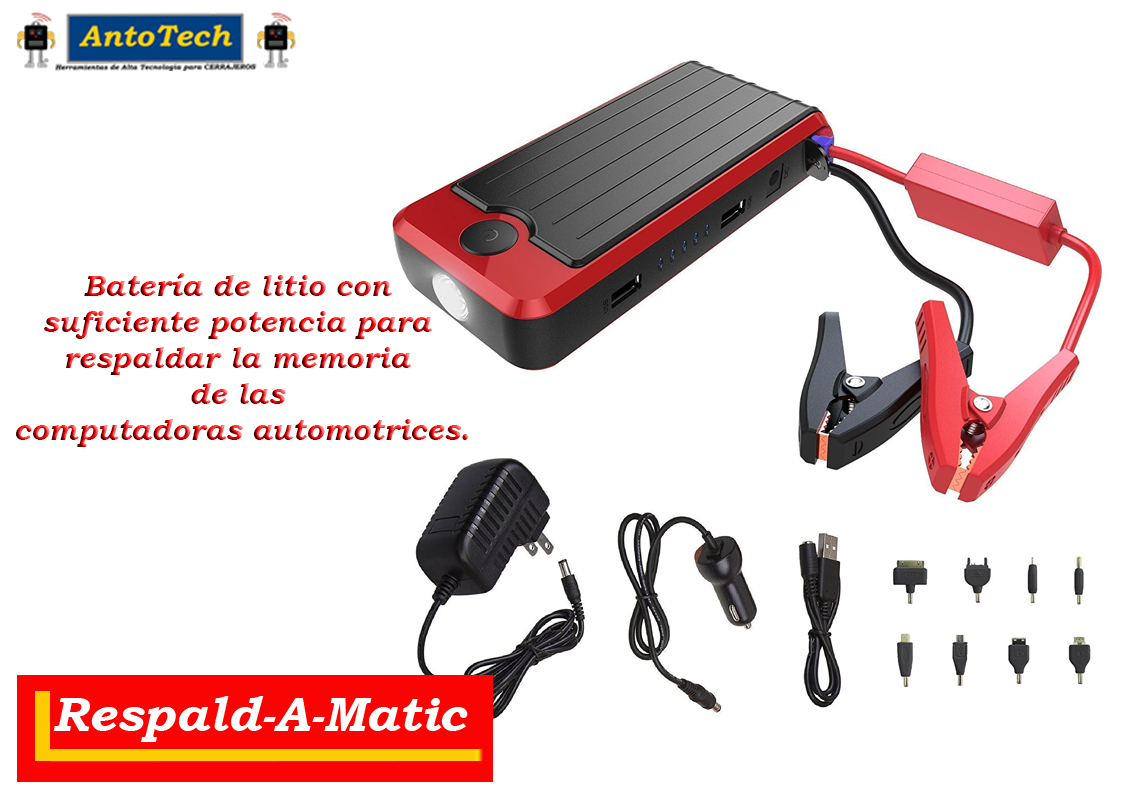 AntoTech
Herramientas de Alta Tecnología para CERRAJEROS
Batería de litio con
suficiente potencia para
respaldar la memoria
de las
computadoras automotrices.
Respald-A-Matic